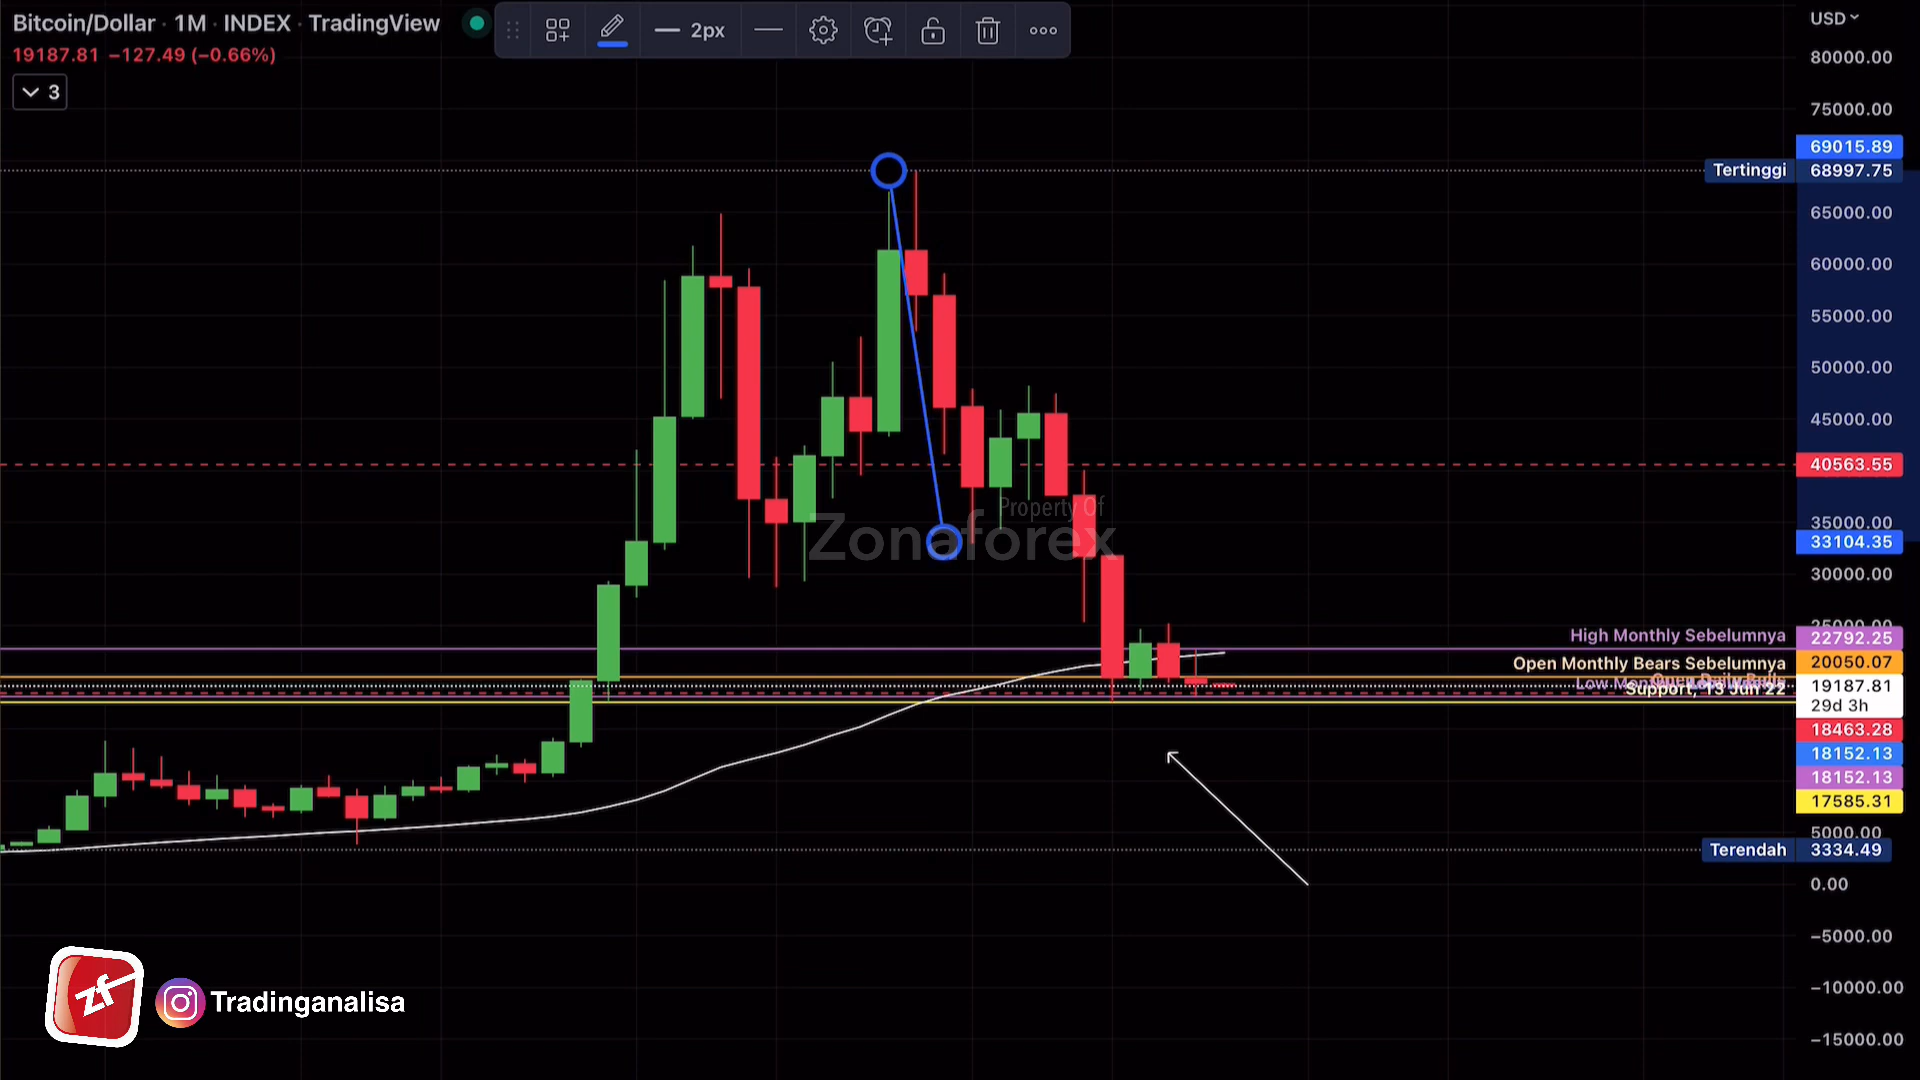 Bitcoin/Dollar · 1M · INDEX · TradingView
19187.81 −127.49 (−0.66%)
3
2px
USD
80000.00
75000.00
69015.89
Tertinggi 68997.75
65000.00
60000.00
55000.00
50000.00
45000.00
40563.55
35000.00
33104.35
30000.00
25000.00
Property Of
Zonaforex
High Monthly Sebelumnya 22792.25
Open Monthly Bears Sebelumnya 20050.07
Support, 13 Jun 22
19187.81
29d 3h
18463.28
18152.13
18152.13
17585.31
5000.00
Terendah 3334.49
0.00
−5000.00
−10000.00
−15000.00
zf
Tradinganalisa